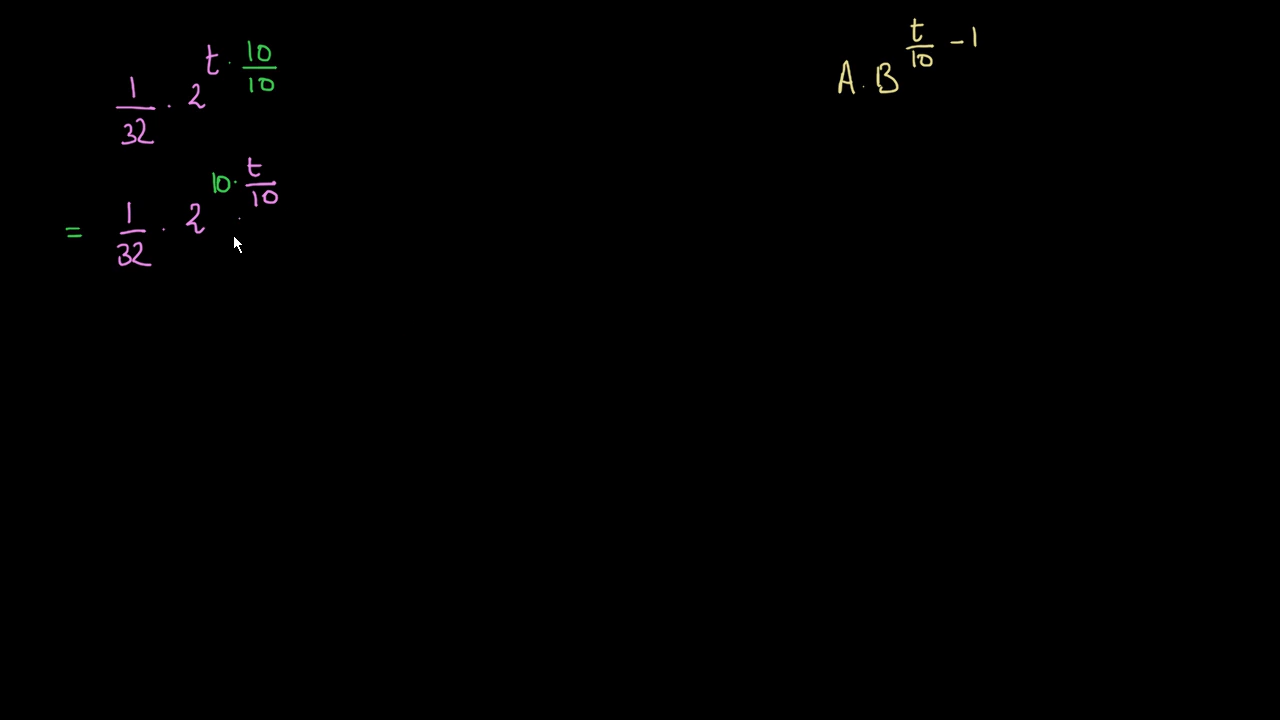 1/32 · 2^(t · 10/10)
A · B^(t/10 - 1)
= 1/32 · 2^(10 · t/10)